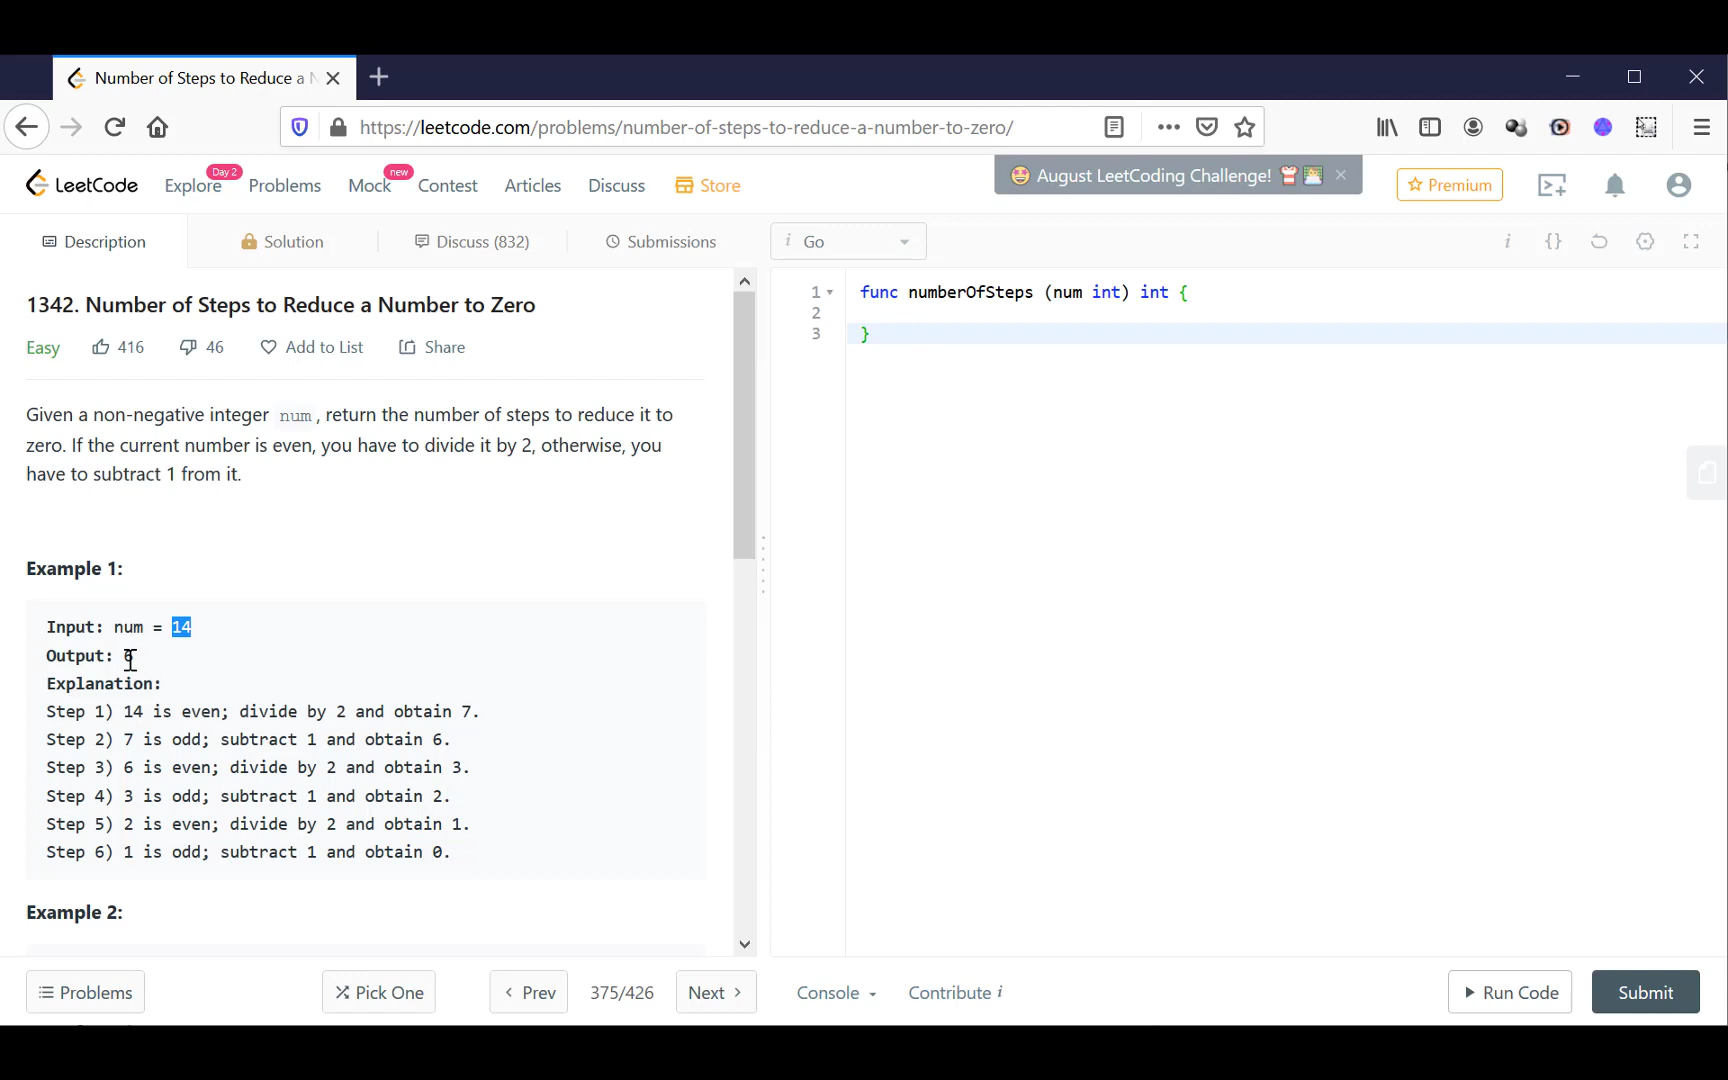 Number of Steps to Reduce a N
https://leetcode.com/problems/number-of-steps-to-reduce-a-number-to-zero/
LeetCode
Explore
Day 2
Problems
Mock
new
Contest
Articles
Discuss
Store
August LeetCoding Challenge!
Premium
Description
Solution
Discuss (832)
Submissions
i Go
i
{}
1342. Number of Steps to Reduce a Number to Zero
Easy
416
46
Add to List
Share
Given a non-negative integer num, return the number of steps to reduce it to
zero. If the current number is even, you have to divide it by 2, otherwise, you
have to subtract 1 from it.
Example 1:
Input: num = 14
Output: 6
Explanation:
Step 1) 14 is even; divide by 2 and obtain 7.
Step 2) 7 is odd; subtract 1 and obtain 6.
Step 3) 6 is even; divide by 2 and obtain 3.
Step 4) 3 is odd; subtract 1 and obtain 2.
Step 5) 2 is even; divide by 2 and obtain 1.
Step 6) 1 is odd; subtract 1 and obtain 0.
Example 2:
1 func numberOfSteps (num int) int {
2
3 }
Problems
Pick One
Prev
375/426
Next
Console
Contribute i
Run Code
Submit